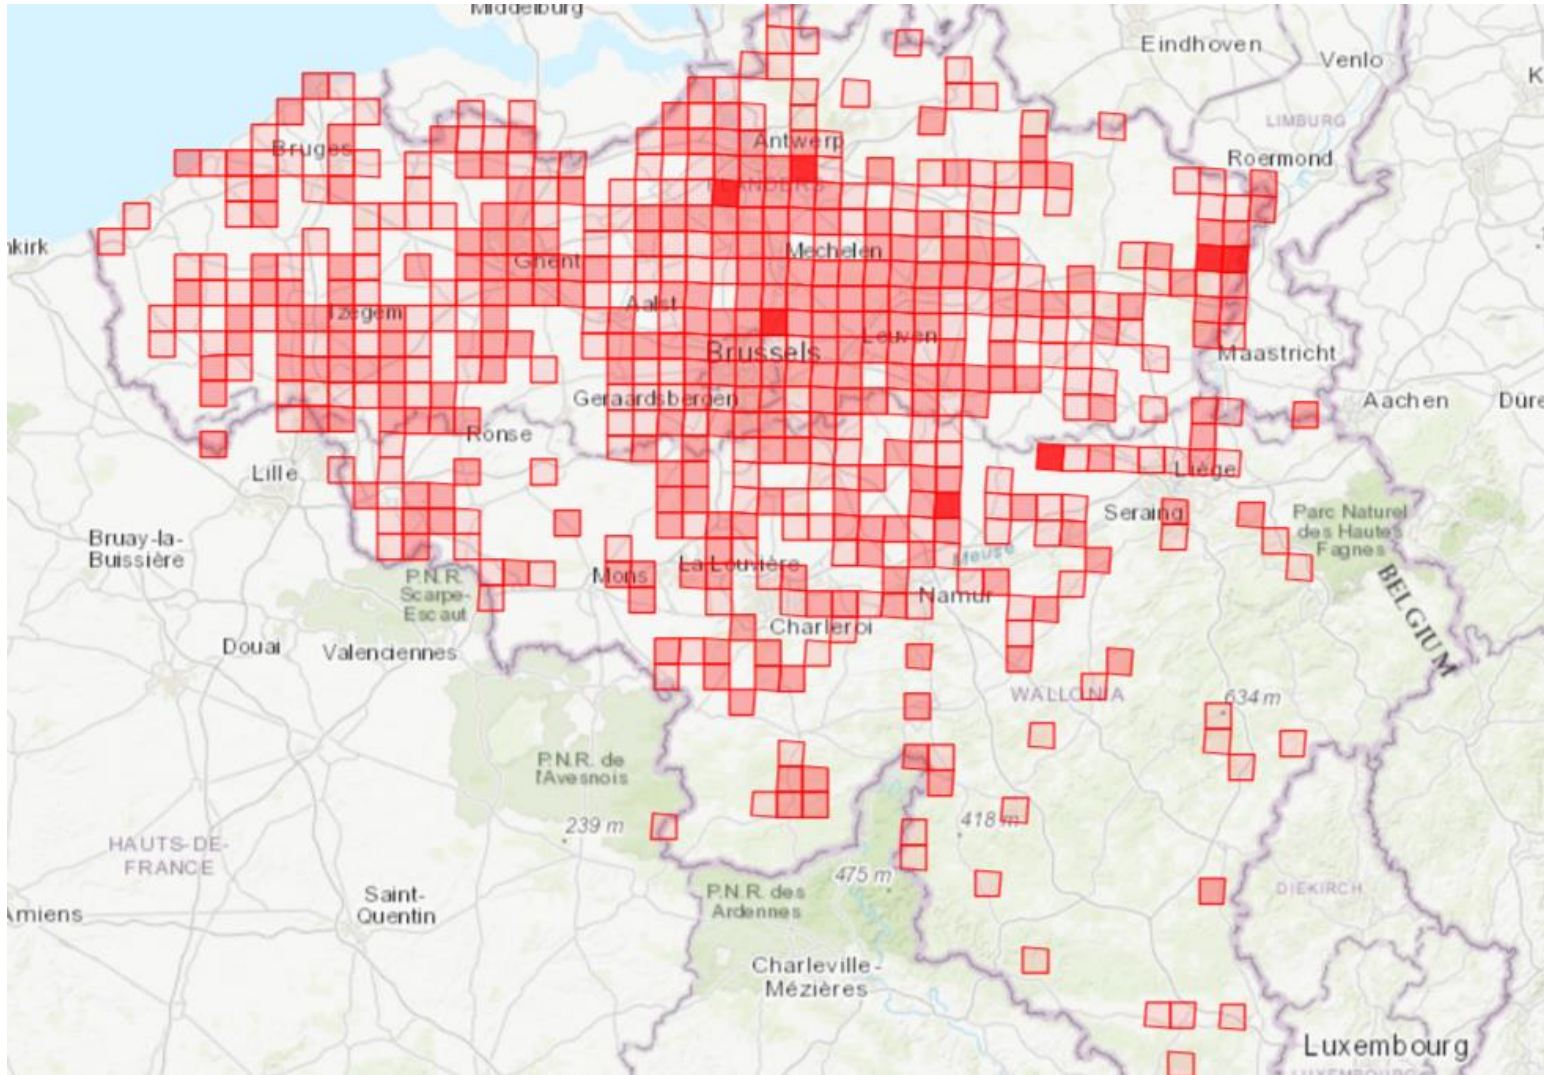 Middelburg
Eindhoven
Venlo
K
LIMBURG
Roermond
Antwerp
FLANDERS
Bruges
nkirk
Ghent
Mechelen
Aalst
Izegem
Leuven
Brussels
Maastricht
Geraardsbergen
Aachen
Düre
Ronse
Lille
Liège
Seraing
Parc Naturel
des Hautes
Fagnes
Bruay-la-
Buissière
Meuse
La Louvière
Mons
Namur
P.N.R.
Scarpe-
Escaut
BELGIUM
Charleroi
Douai
Valenciennes
WALLONIA
634 m
P.N.R. de
l'Avesnois
239 m
418 m
HAUTS-DE-
FRANCE
475 m
P.N.R. des
Ardennes
DIEKIRCH
Saint-
Quentin
Amiens
Charleville-
Mézières
Luxembourg
LUXEMBOURG